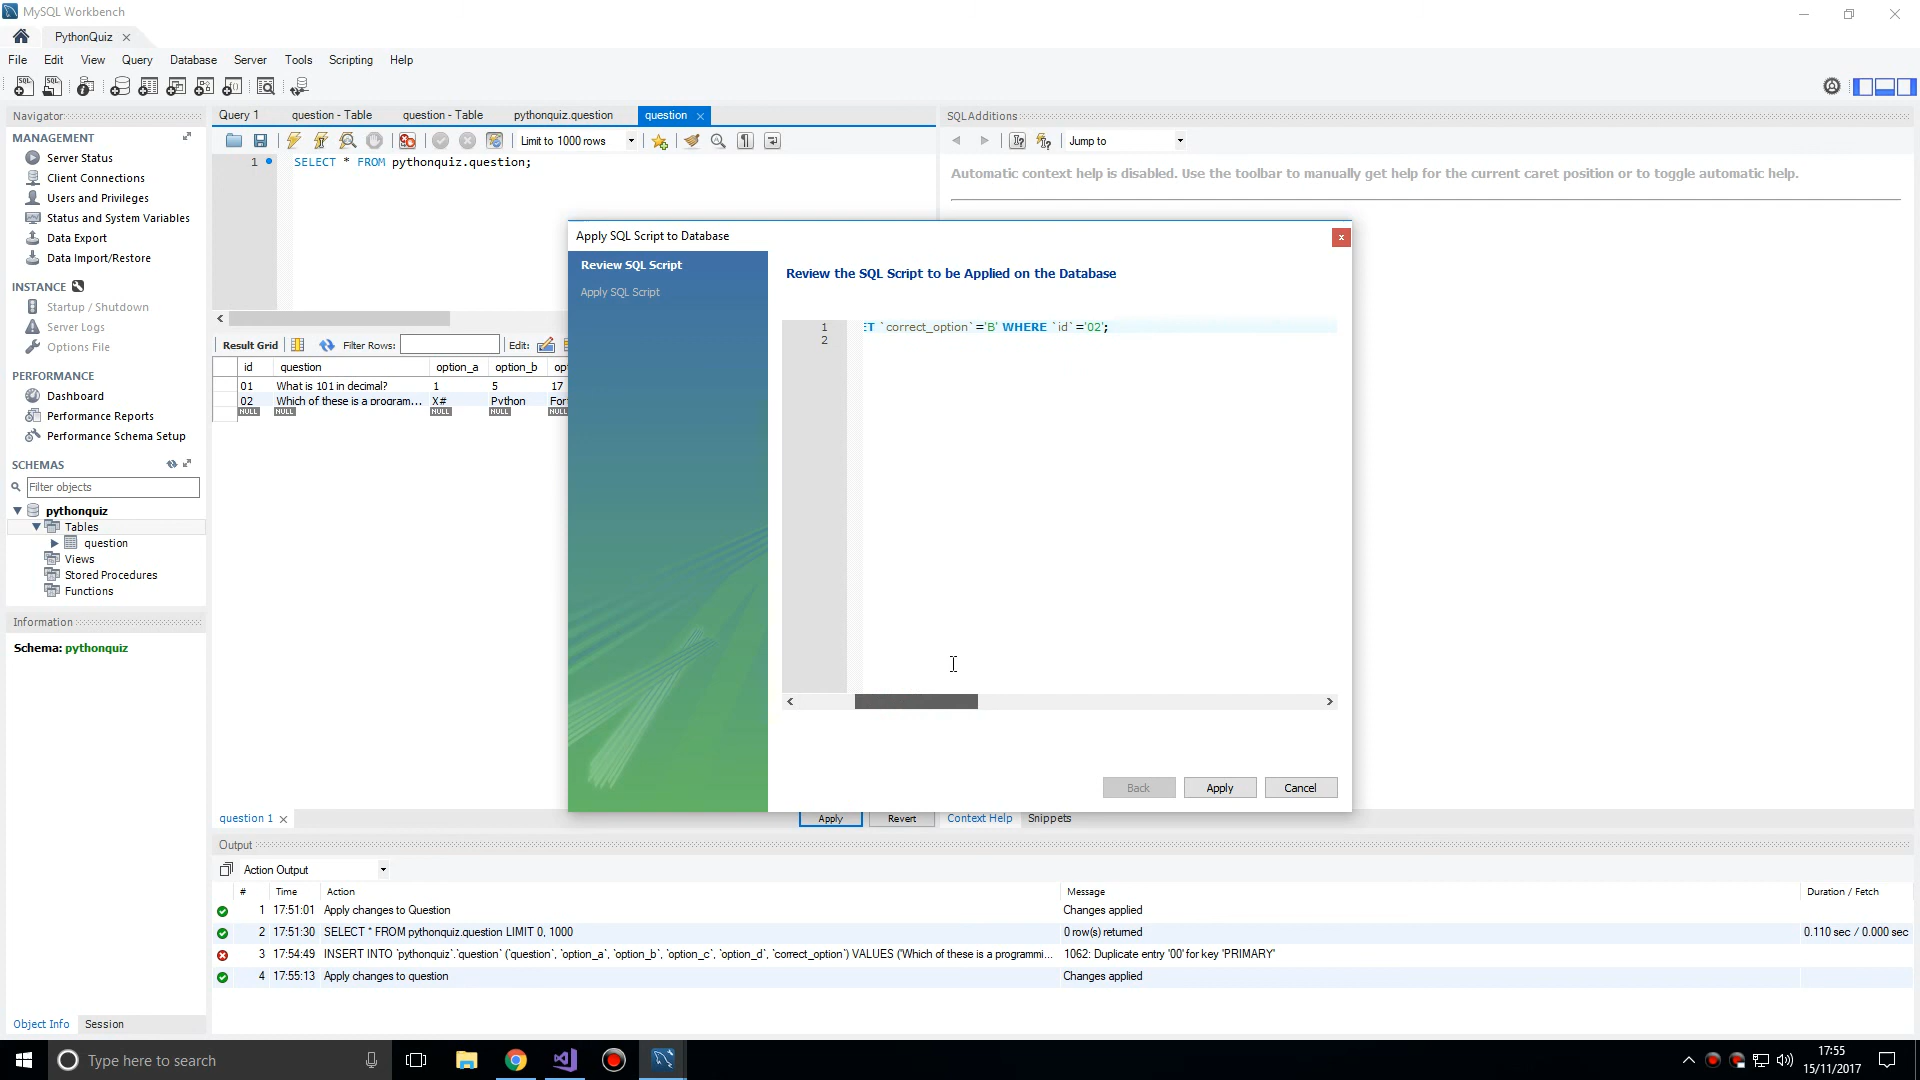 MySQL Workbench
PythonQuiz
File Edit View Query Database Server Tools Scripting Help
Navigator
MANAGEMENT
Server Status
Client Connections
Users and Privileges
Status and System Variables
Data Export
Data Import/Restore
INSTANCE
Startup / Shutdown
Server Logs
Options File
PERFORMANCE
Dashboard
Performance Reports
Performance Schema Setup
SCHEMAS
Filter objects
pythonquiz
Tables
question
Views
Stored Procedures
Functions
Information
Schema: pythonquiz
Object Info Session
Query 1 question - Table question - Table pythonquiz.question question
Limit to 1000 rows
1 SELECT * FROM pythonquiz.question;
Result Grid Filter Rows: Edit:
id question option_a option_b op
01 What is 101 in decimal? 1 5 17
02 Which of these is a program... X# Python For
NULL NULL NULL NULL NULL
question 1
Apply Revert
SQLAdditions
Jump to
Automatic context help is disabled. Use the toolbar to manually get help for the current caret position or to toggle automatic help.
Context Help Snippets
Apply SQL Script to Database
Review SQL Script
Apply SQL Script
Review the SQL Script to be Applied on the Database
1 ET `correct_option`='B' WHERE `id`='02';
2
Back Apply Cancel
Output
Action Output
# Time Action Message Duration / Fetch
1 17:51:01 Apply changes to Question Changes applied
2 17:51:30 SELECT * FROM pythonquiz.question LIMIT 0, 1000 0 row(s) returned 0.110 sec / 0.000 sec
3 17:54:49 INSERT INTO `pythonquiz`.`question` (`question`, `option_a`, `option_b`, `option_c`, `option_d`, `correct_option`) VALUES ('Which of these is a programmi... 1062: Duplicate entry '00' for key 'PRIMARY'
4 17:55:13 Apply changes to question Changes applied
Type here to search
17:55
15/11/2017